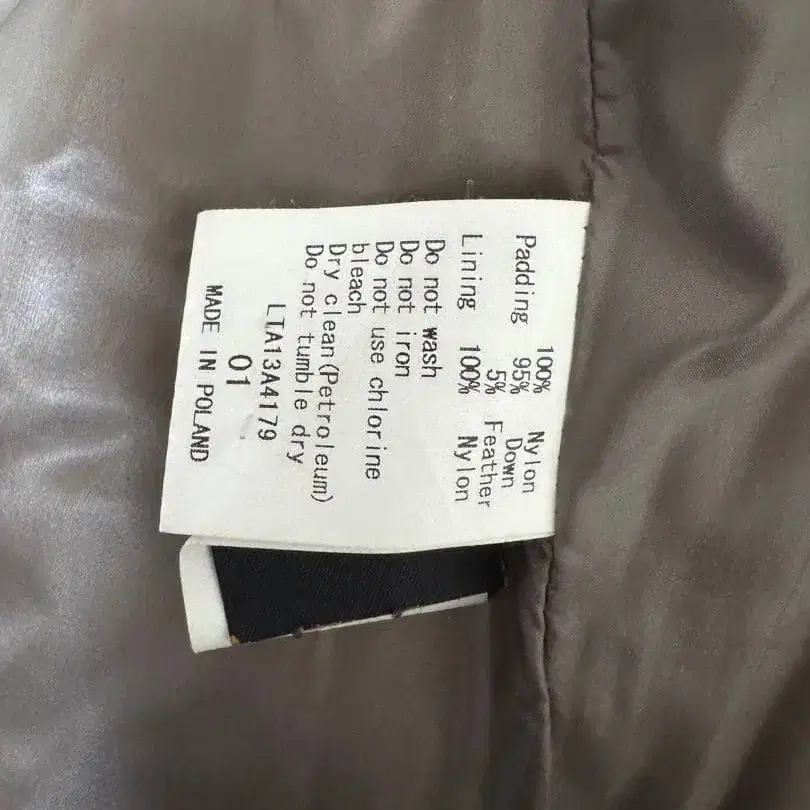 100% Nylon
Padding 95% Down
5% Feather
Lining 100% Nylon
Do not wash
Do not iron
Do not use chlorine
bleach
Dry clean(Petroleum)
Do not tumble dry
LTA13A4179
01
MADE IN POLAND